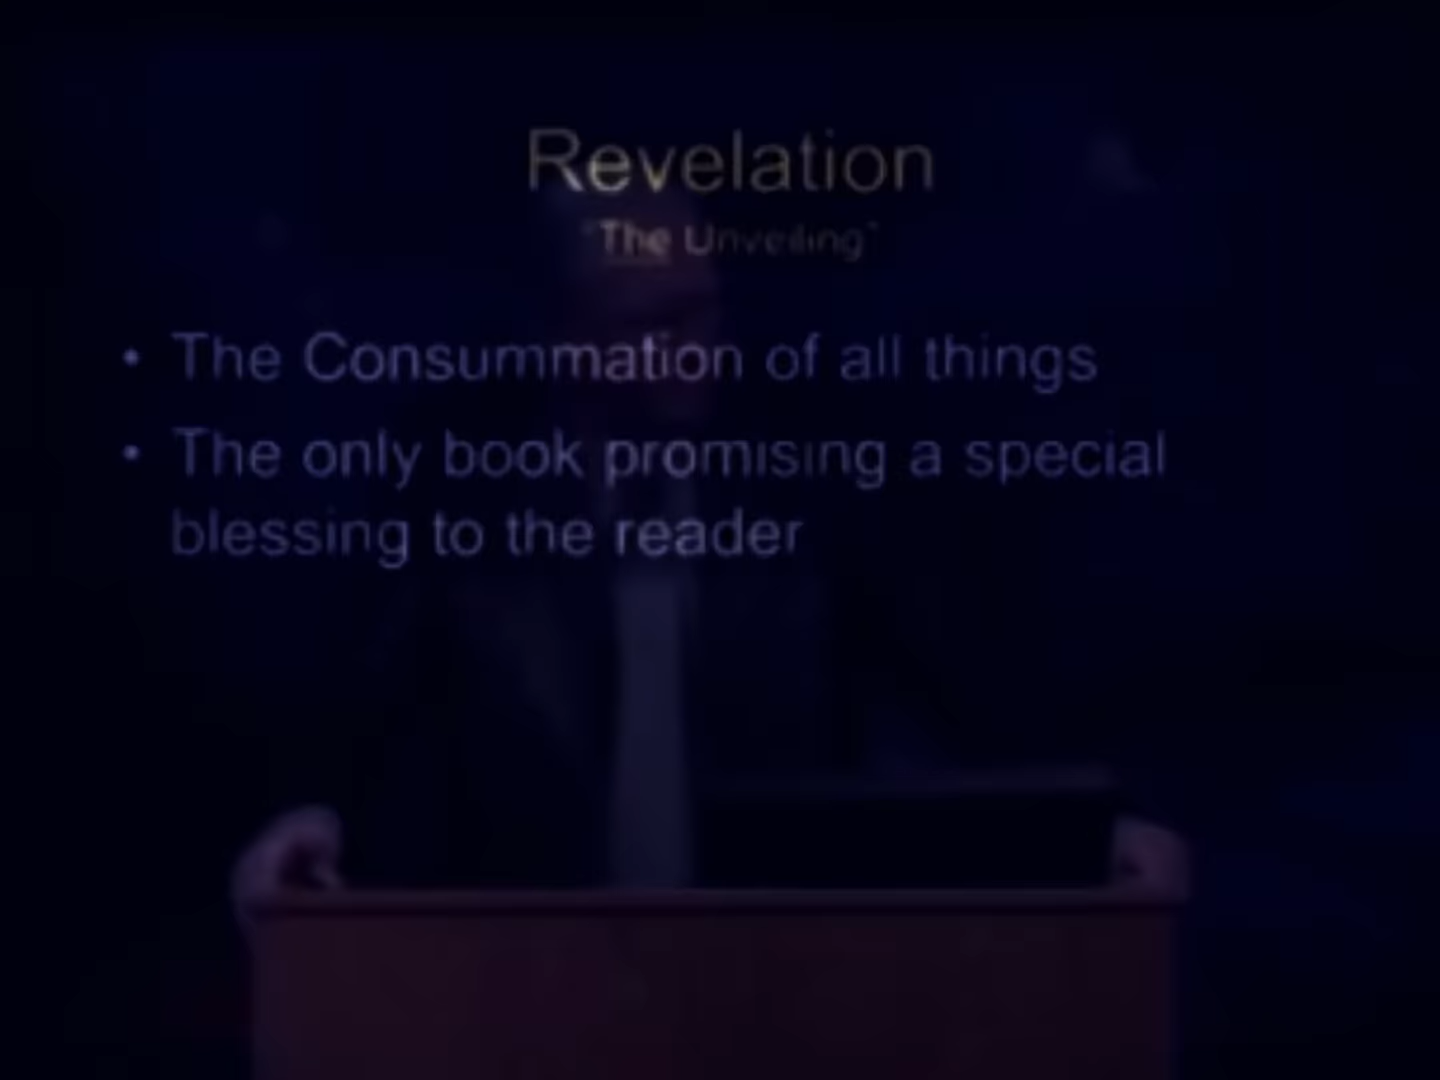 Revelation
"The Unveiling"
• The Consummation of all things
• The only book promising a special
blessing to the reader